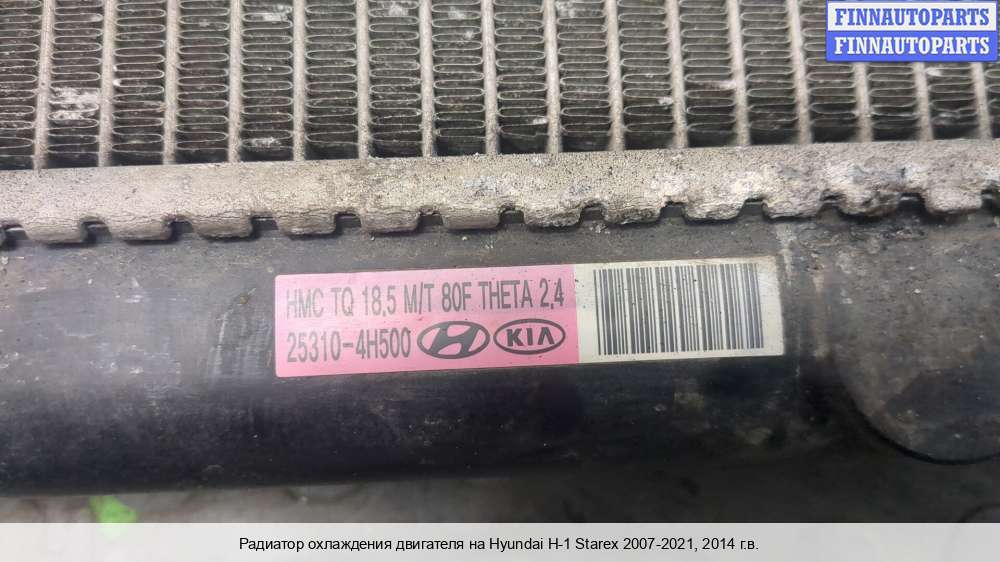 FINNAUTOPARTS
FINNAUTOPARTS
HMC TQ 18,5 M/T 80F THETA 2,4
25310-4H500 KIA
Радиатор охлаждения двигателя на Hyundai H-1 Starex 2007-2021, 2014 г.в.